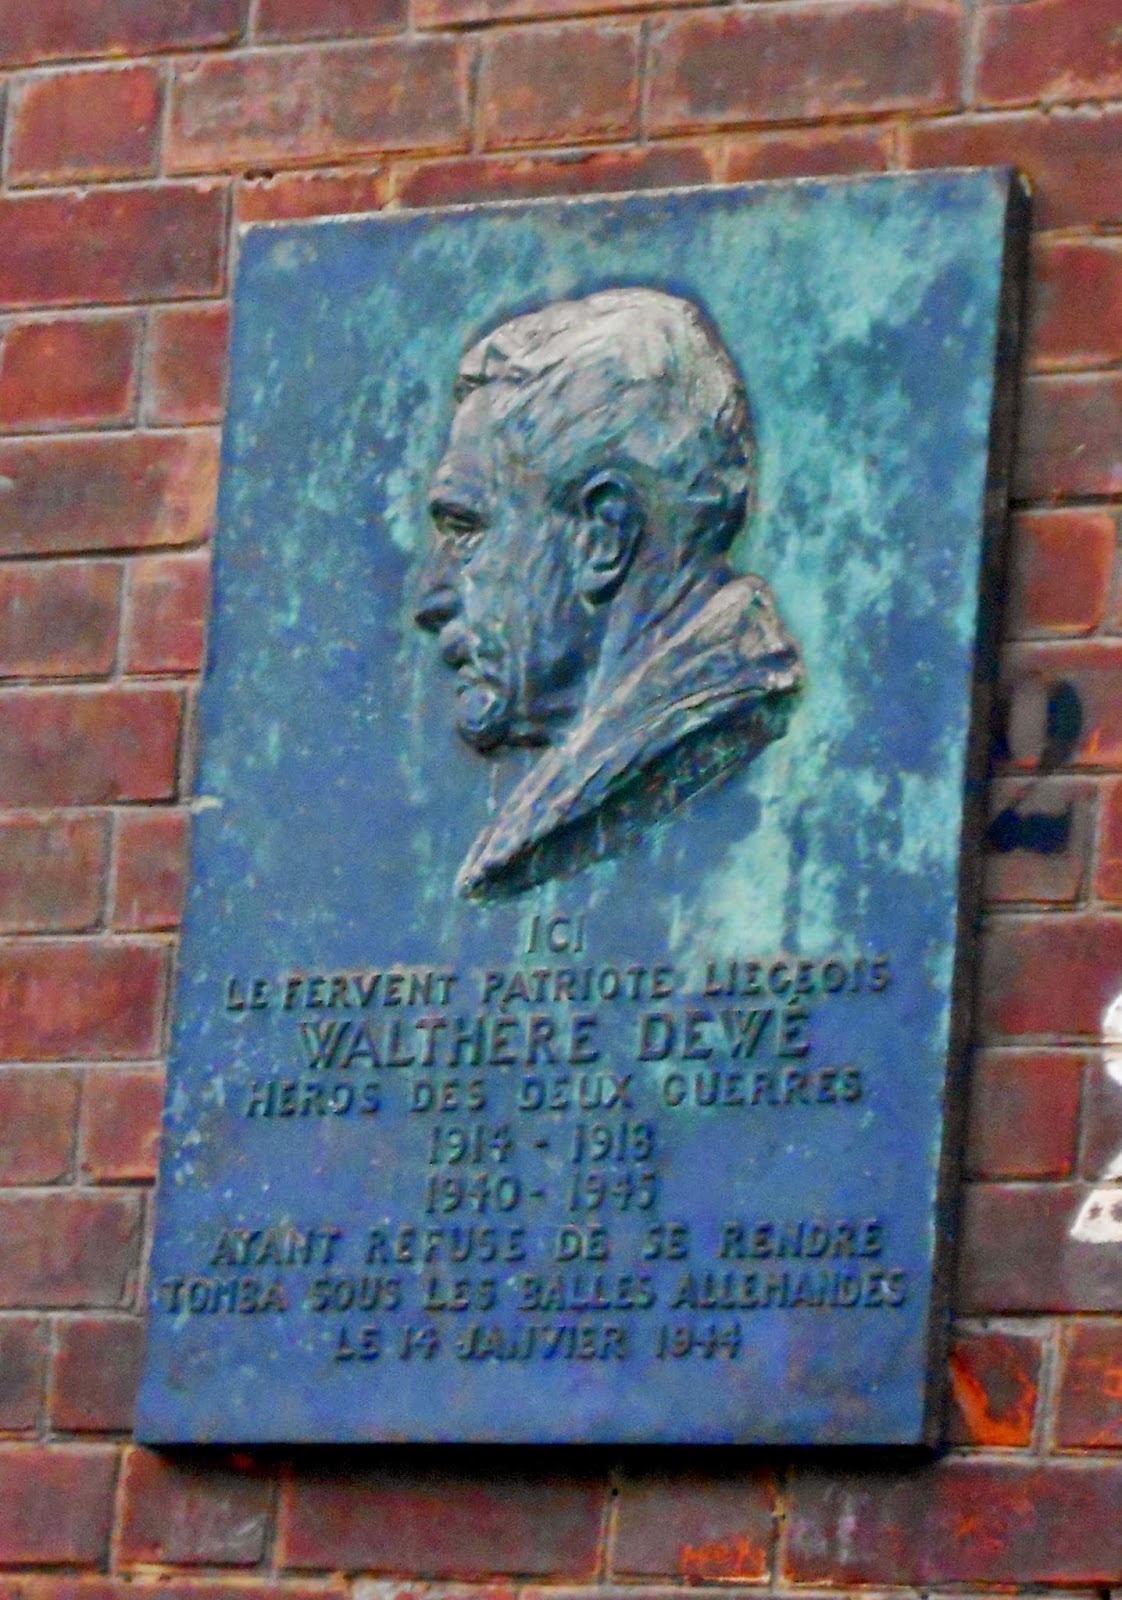 ICI
LE FERVENT PATRIOTE LIEGEOIS
WALTHÈRE DEWÉ
HEROS DES DEUX GUERRES
1914 - 1918
1940 - 1945
AYANT REFUSE DE SE RENDRE
TOMBA SOUS LES BALLES ALLEMANDES
LE 14 JANVIER 1944